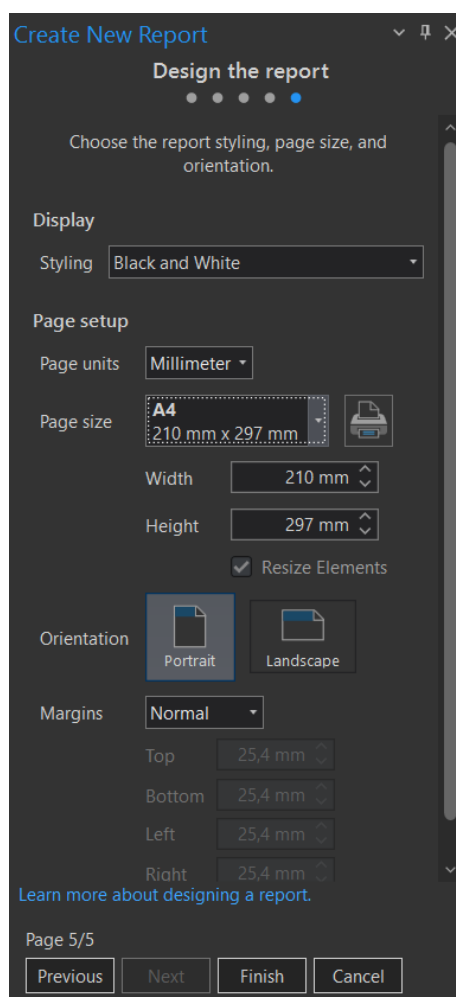 Create New Report
Design the report
Choose the report styling, page size, and
orientation.
Display
Styling Black and White
Page setup
Page units Millimeter
Page size A4
210 mm x 297 mm
Width 210 mm
Height 297 mm
Resize Elements
Orientation Portrait Landscape
Margins Normal
Top 25,4 mm
Bottom 25,4 mm
Left 25,4 mm
Right 25,4 mm
Learn more about designing a report.
Page 5/5
Previous Next Finish Cancel